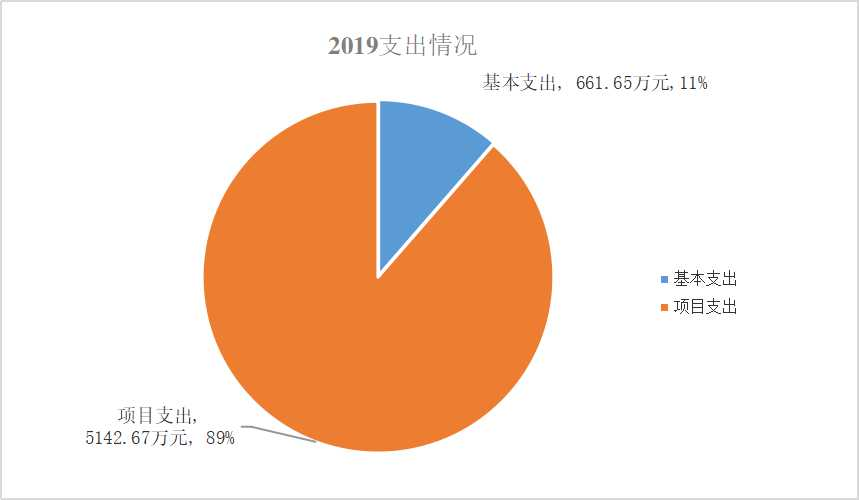 2019支出情况
基本支出, 661.65万元,11%
基本支出
项目支出
项目支出,
5142.67万元, 89%